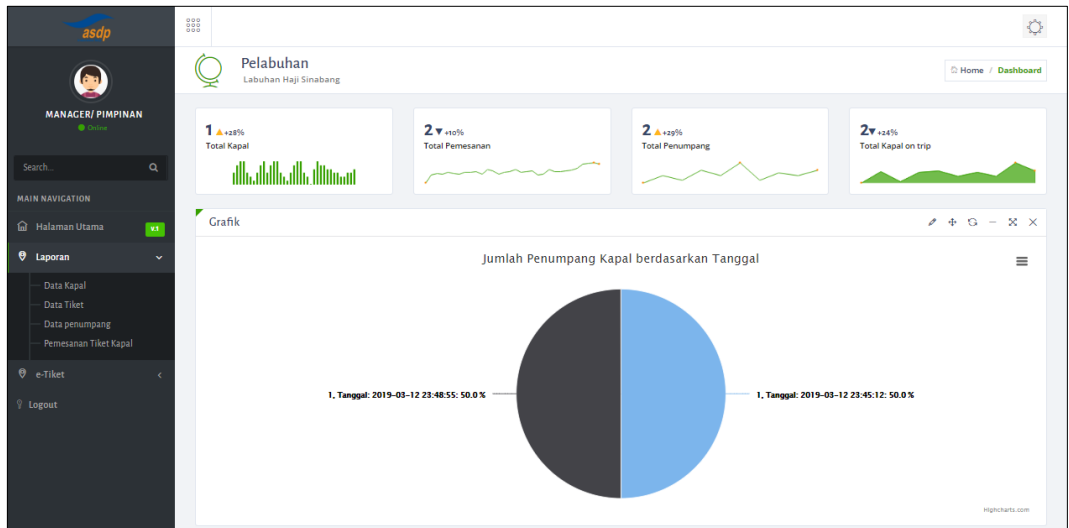 asdp
MANAGER/ PIMPINAN
Online
Search...
MAIN NAVIGATION
Halaman Utama
V.1
Laporan
Data Kapal
Data Tiket
Data penumpang
Pemesanan Tiket Kapal
e-Tiket
Logout
Pelabuhan
Labuhan Haji Sinabang
Home / Dashboard
1 +28%
Total Kapal
2 +10%
Total Pemesanan
2 +29%
Total Penumpang
2 +24%
Total Kapal on trip
Grafik
Jumlah Penumpang Kapal berdasarkan Tanggal
1, Tanggal: 2019-03-12 23:48:55: 50.0 %
1, Tanggal: 2019-03-12 23:45:12: 50.0 %
Highcharts.com